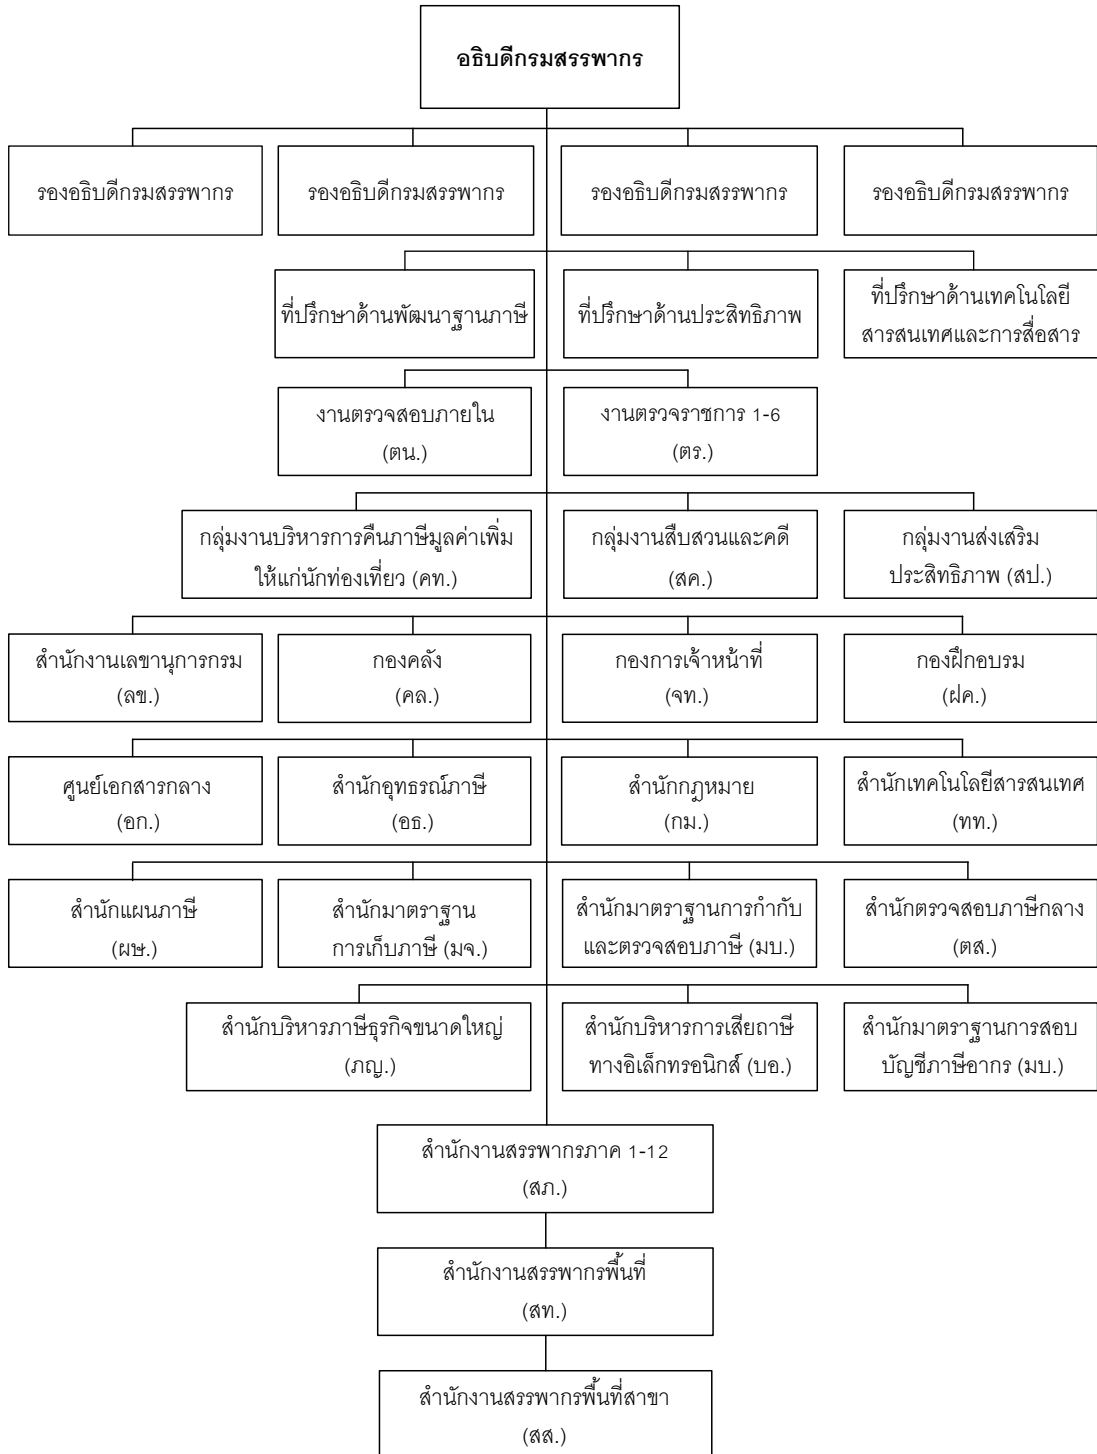 อธิบดีกรมสรรพากร
รองอธิบดีกรมสรรพากร
รองอธิบดีกรมสรรพากร
รองอธิบดีกรมสรรพากร
รองอธิบดีกรมสรรพากร
ที่ปรึกษาด้านพัฒนาฐานภาษี
ที่ปรึกษาด้านประสิทธิภาพ
ที่ปรึกษาด้านเทคโนโลยี
สารสนเทศและการสื่อสาร
งานตรวจสอบภายใน
(ตน.)
งานตรวจราชการ 1-6
(ตร.)
กลุ่มงานบริหารการคืนภาษีมูลค่าเพิ่ม
ให้แก่นักท่องเที่ยว (คท.)
กลุ่มงานสืบสวนและคดี
(สค.)
กลุ่มงานส่งเสริม
ประสิทธิภาพ (สป.)
สำนักงานเลขานุการกรม
(ลข.)
กองคลัง
(คล.)
กองการเจ้าหน้าที่
(จท.)
กองฝึกอบรม
(ฝค.)
ศูนย์เอกสารกลาง
(อก.)
สำนักอุทธรณ์ภาษี
(อธ.)
สำนักกฎหมาย
(กม.)
สำนักเทคโนโลยีสารสนเทศ
(ทท.)
สำนักแผนภาษี
(ผษ.)
สำนักมาตราฐาน
การเก็บภาษี (มจ.)
สำนักมาตราฐานการกำกับ
และตรวจสอบภาษี (มบ.)
สำนักตรวจสอบภาษีกลาง
(ตส.)
สำนักบริหารภาษีธุรกิจขนาดใหญ่
(ภญ.)
สำนักบริหารการเสียถาษี
ทางอิเล็กทรอนิกส์ (บอ.)
สำนักมาตราฐานการสอบ
บัญชีภาษีอากร (มบ.)
สำนักงานสรรพากรภาค 1-12
(สภ.)
สำนักงานสรรพากรพื้นที่
(สท.)
สำนักงานสรรพากรพื้นที่สาขา
(สส.)